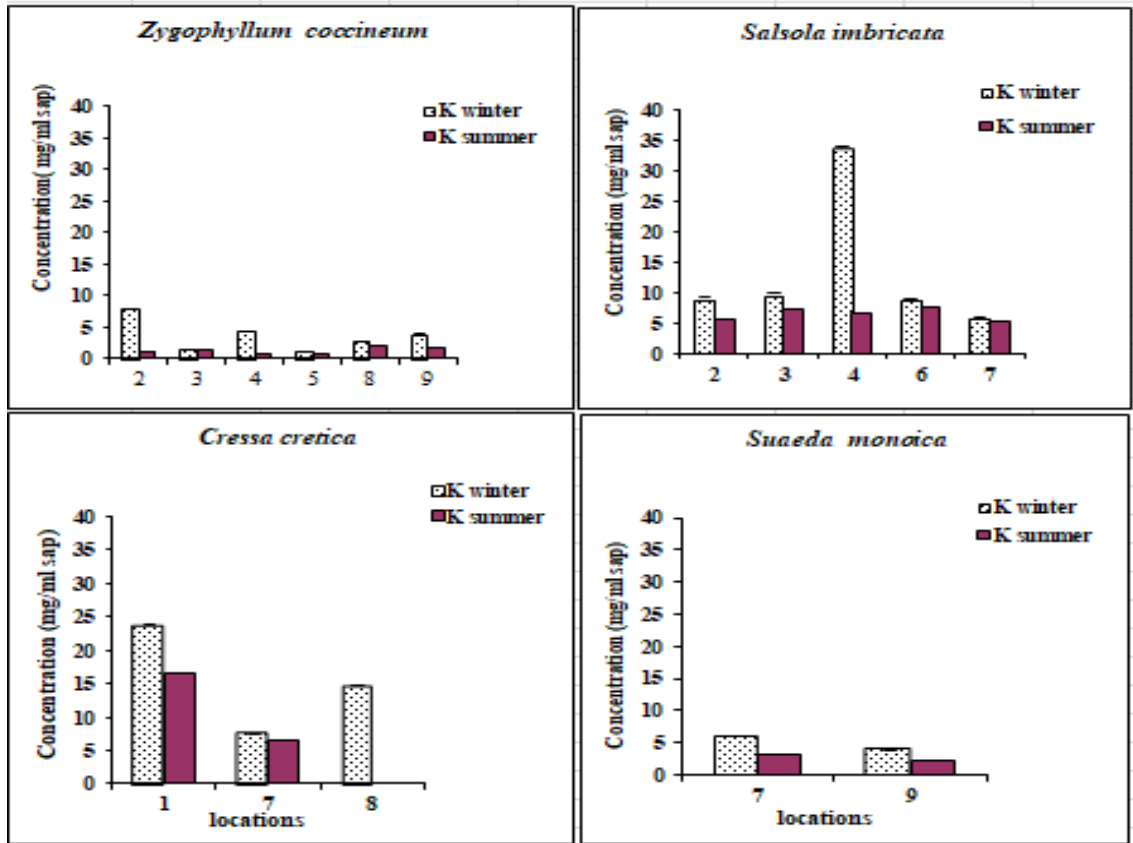 Zygophyllum coccineum
K winter
K summer
Concentration( mg/ml sap)
40
35
30
25
20
15
10
5
0
2 3 4 5 8 9
Salsola imbricata
K winter
K summer
Concentration (mg/ml sap)
40
35
30
25
20
15
10
5
0
2 3 4 6 7
Cressa cretica
K winter
K summer
Concentration (mg/ml sap)
40
35
30
25
20
15
10
5
0
1 7 8
locations
Suaeda monoica
K winter
K summer
Concentration (mg/ml sap)
40
35
30
25
20
15
10
5
0
7 9
locations